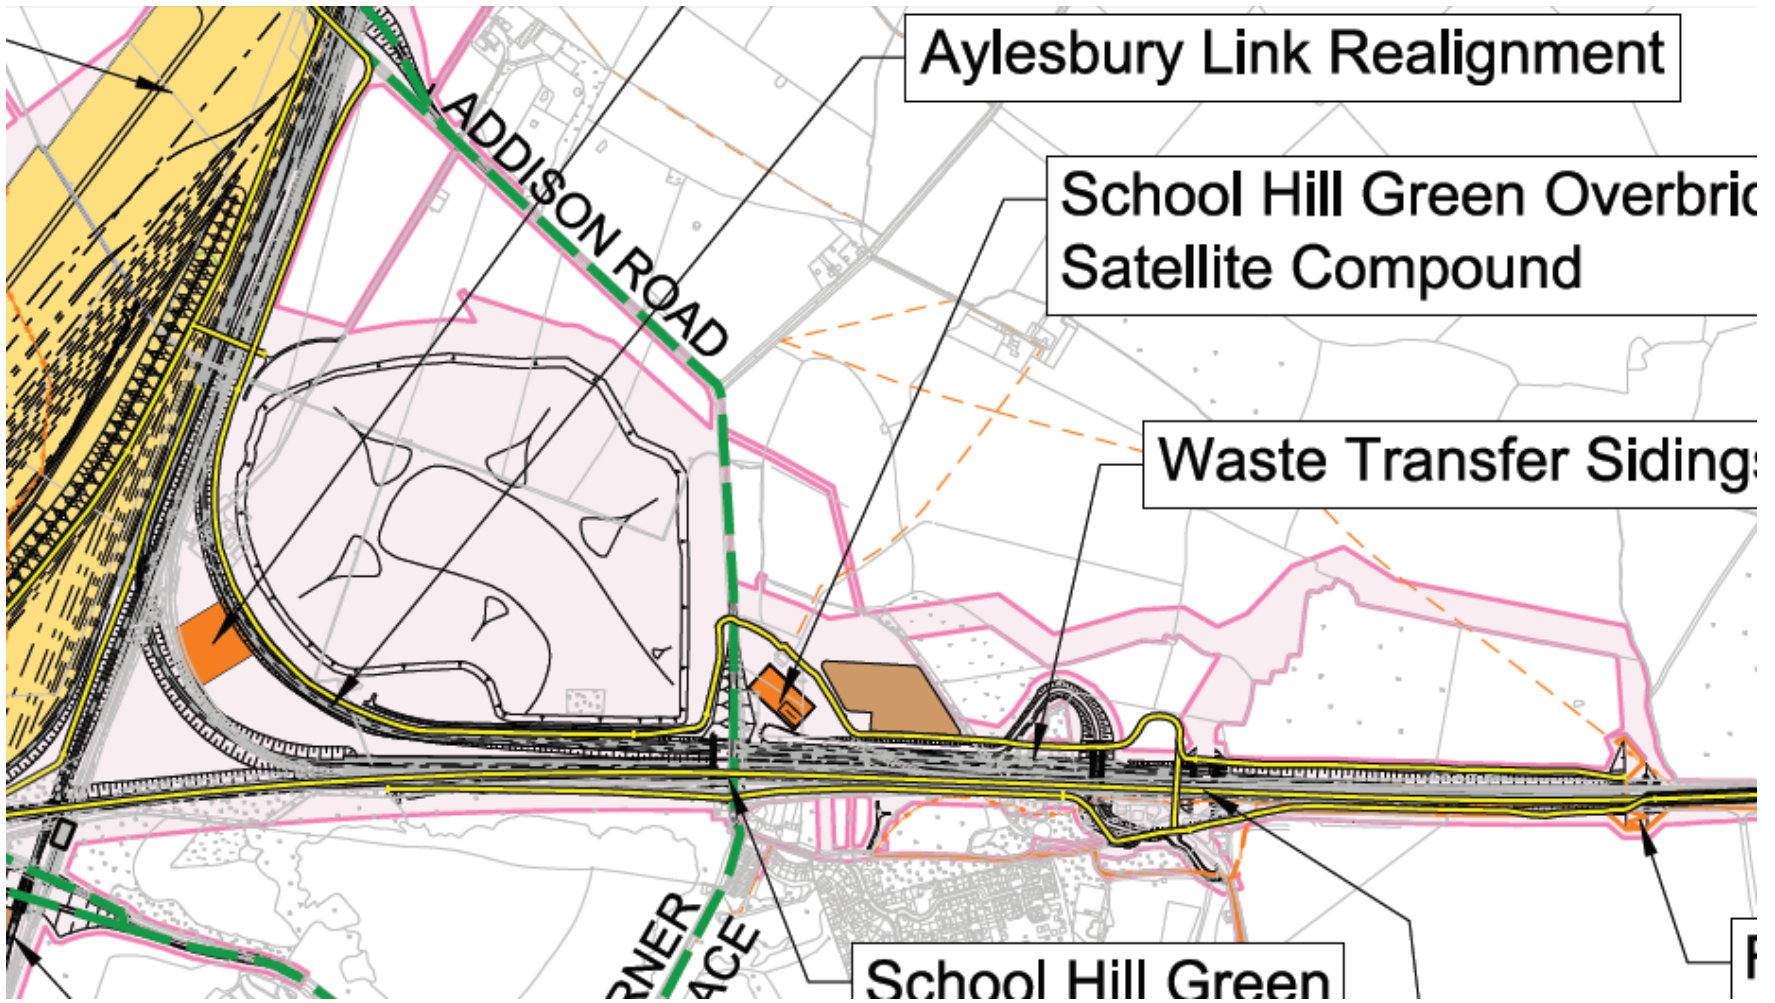 Aylesbury Link Realignment
ADDISON ROAD
School Hill Green Overbri
Satellite Compound
Waste Transfer Siding
RNER
ACE
School Hill Green